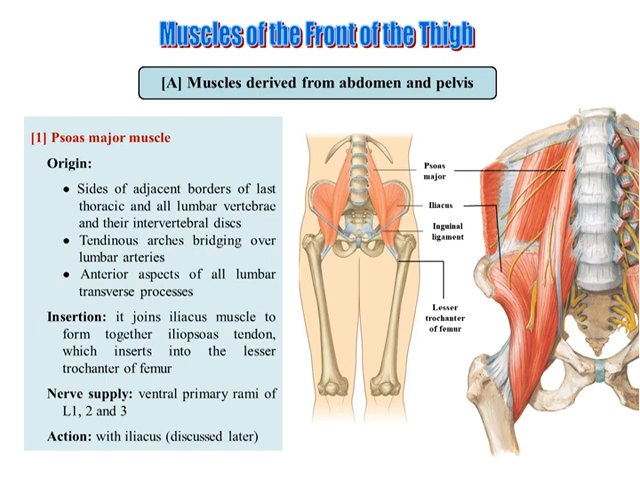 Muscles of the Front of the Thigh
[A] Muscles derived from abdomen and pelvis
[1] Psoas major muscle
Origin:
● Sides of adjacent borders of last
thoracic and all lumbar vertebrae
and their intervertebral discs
● Tendinous arches bridging over
lumbar arteries
● Anterior aspects of all lumbar
transverse processes
Insertion: it joins iliacus muscle to
form together iliopsoas tendon,
which inserts into the lesser
trochanter of femur
Nerve supply: ventral primary rami of
L1, 2 and 3
Action: with iliacus (discussed later)
Psoas
major
Iliacus
Inguinal
ligament
Lesser
trochanter
of femur